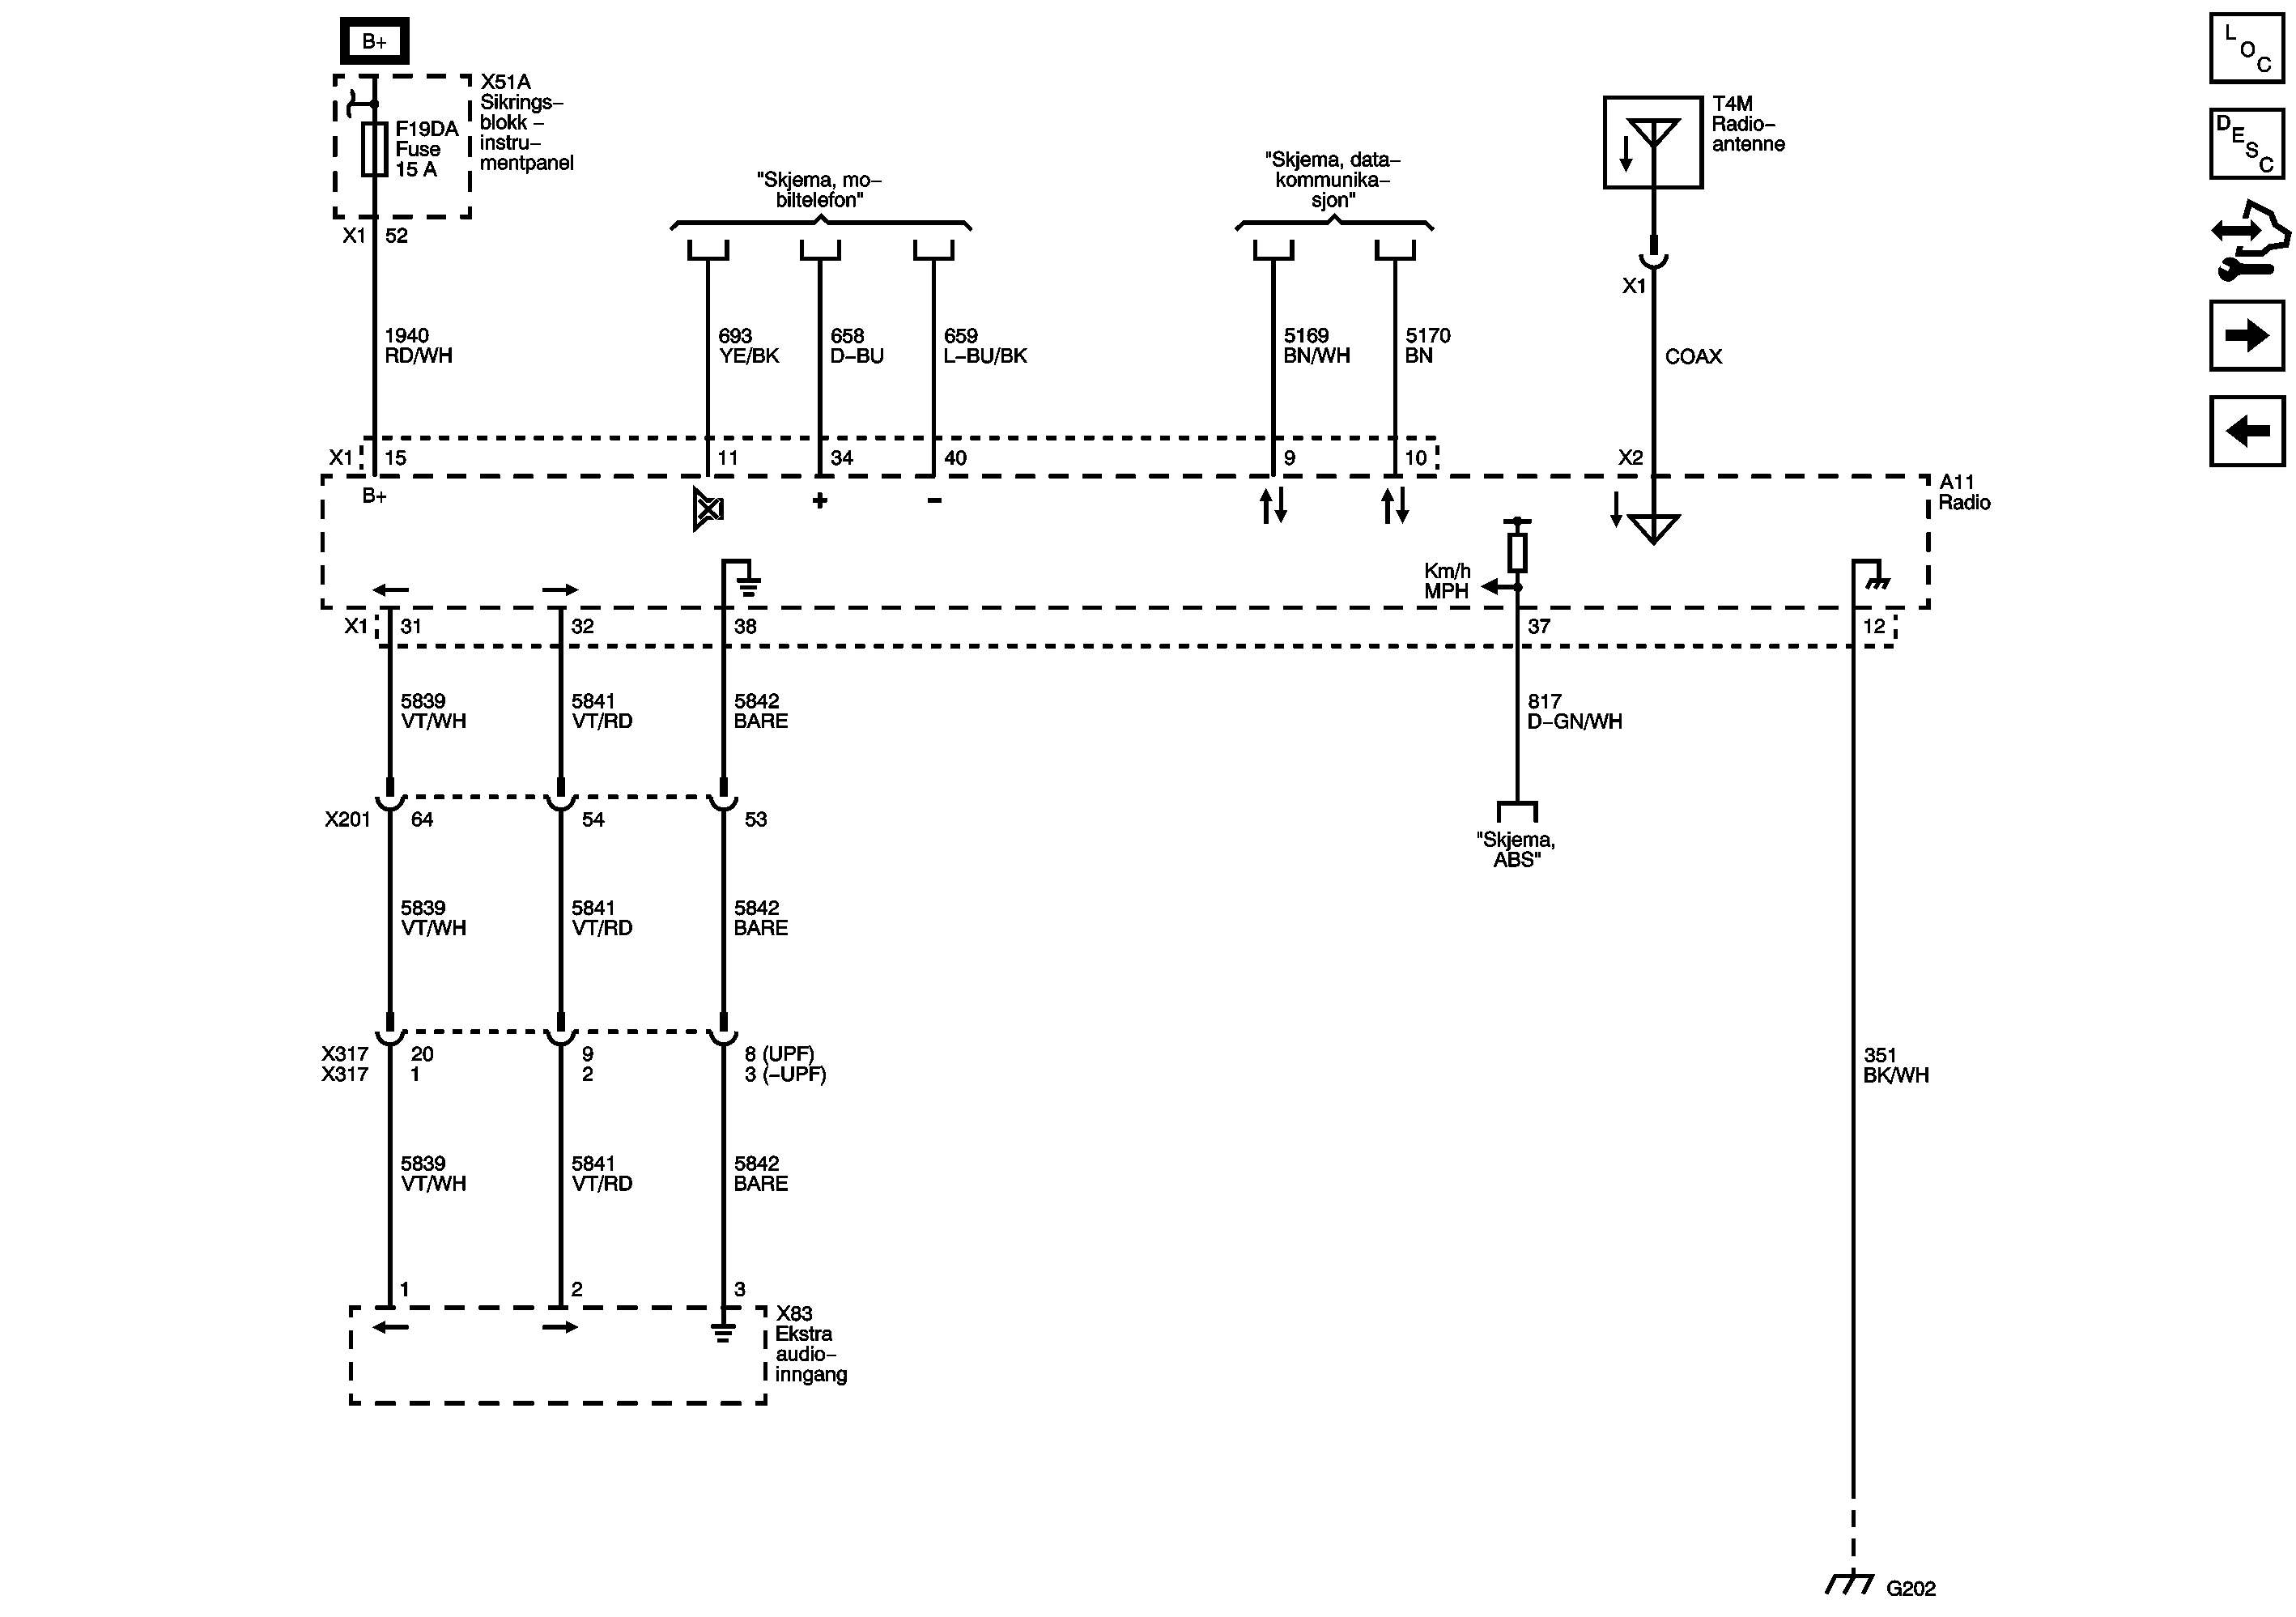 B+
X51A
Sikrings–
blokk –
instru–
mentpanel
F19DA
Fuse
15 A
X1 52
"Skjema, mo–
biltelefon"
"Skjema, data–
kommunika–
sjon"
T4M
Radio–
antenne
X1
L
O
C
D
E
S
C
1940
RD/WH
693
YE/BK
658
D–BU
659
L–BU/BK
5169
BN/WH
5170
BN
COAX
X1 15 11 34 40 9 10 X2
A11
Radio
B+
+
–
Km/h
MPH
X1 31 32 38 37 12
5839
VT/WH
5841
VT/RD
5842
BARE
817
D–GN/WH
X201 64 54 53
"Skjema,
ABS"
5839
VT/WH
5841
VT/RD
5842
BARE
X317 20 9 8 (UPF)
X317 1 2 3 (–UPF)
351
BK/WH
5839
VT/WH
5841
VT/RD
5842
BARE
1 2 3
X83
Ekstra
audio–
inngang
G202